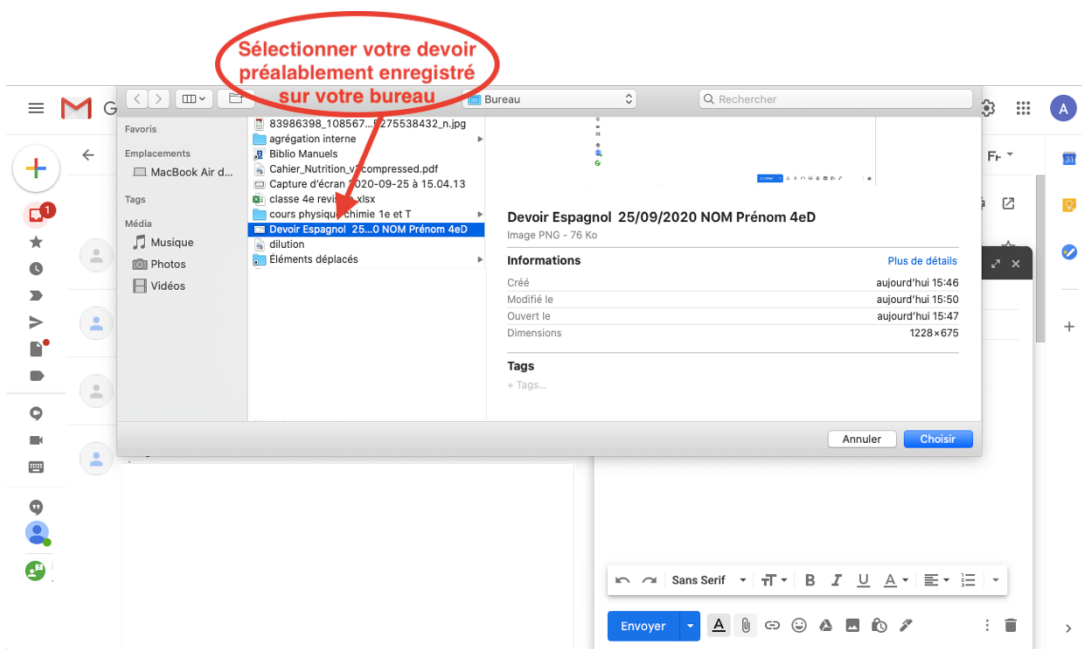 Sélectionner votre devoir
préalablement enregistré
sur votre bureau
G
Bureau
Rechercher
A
Favoris
Emplacements
MacBook Air d...
Tags
Média
Musique
Photos
Vidéos
83986398_108567...5275538432_n.jpg
agrégation interne
Biblio Manuels
Capture d'écran 2020-09-25 à 15.04.13
classe 4e revision.xlsx
cours physique chimie 1e et T
Devoir Espagnol 25...0 NOM Prénom 4eD
dilution
Éléments déplacés
Devoir Espagnol 25/09/2020 NOM Prénom 4eD
Image PNG - 76 Ko
Informations
Plus de détails
Créé aujourd'hui 15:46
Modifié le aujourd'hui 15:50
Ouvert le aujourd'hui 15:47
Dimensions 1228×675
Tags
+ Tags...
Annuler
Choisir
1
31
Fr
Sans Serif
B I U A
Envoyer
A